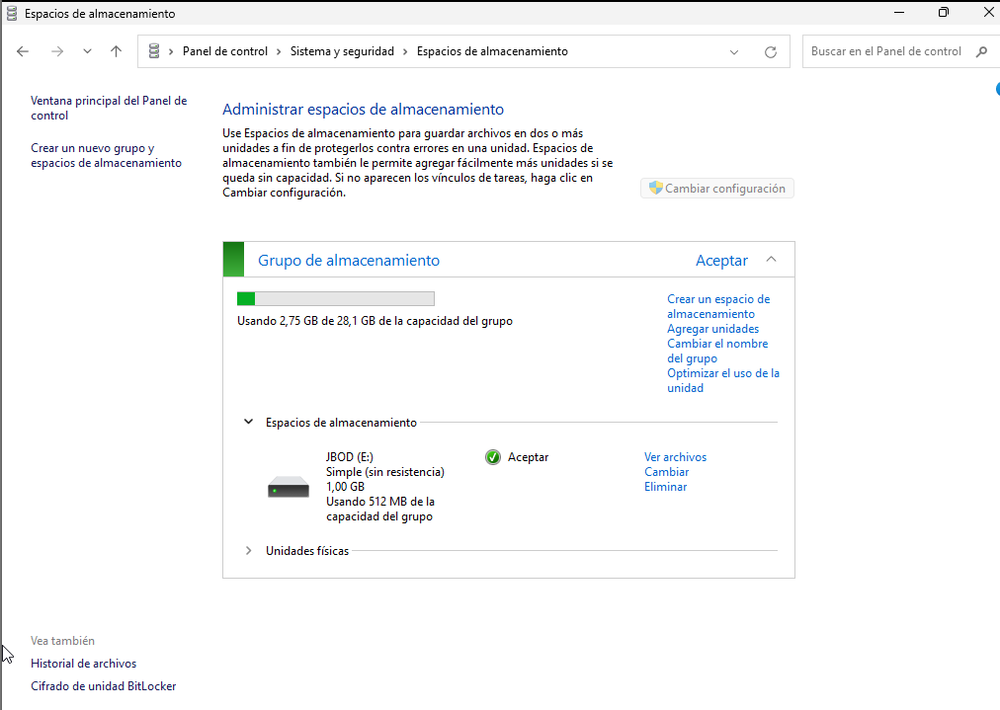 Espacios de almacenamiento
Panel de control > Sistema y seguridad > Espacios de almacenamiento
Buscar en el Panel de control
Ventana principal del Panel de
control
Crear un nuevo grupo y
espacios de almacenamiento
Administrar espacios de almacenamiento
Use Espacios de almacenamiento para guardar archivos en dos o más
unidades a fin de protegerlos contra errores en una unidad. Espacios de
almacenamiento también le permite agregar fácilmente más unidades si se
queda sin capacidad. Si no aparecen los vínculos de tareas, haga clic en
Cambiar configuración.
Cambiar configuración
Grupo de almacenamiento
Aceptar
Usando 2,75 GB de 28,1 GB de la capacidad del grupo
Crear un espacio de
almacenamiento
Agregar unidades
Cambiar el nombre
del grupo
Optimizar el uso de la
unidad
Espacios de almacenamiento
JBOD (E:)
Simple (sin resistencia)
1,00 GB
Usando 512 MB de la
capacidad del grupo
Aceptar
Ver archivos
Cambiar
Eliminar
Unidades físicas
Vea también
Historial de archivos
Cifrado de unidad BitLocker